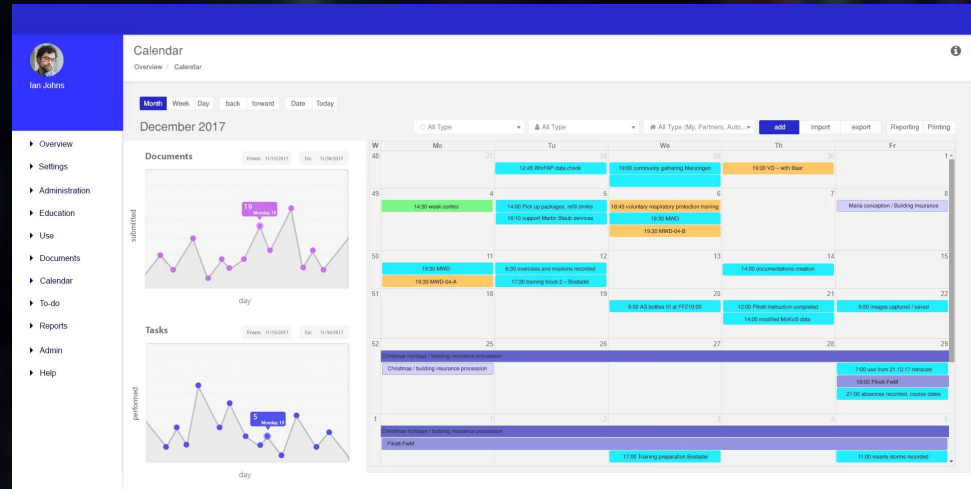 Calendar
Overview / Calendar
Ian Johns
Month Week Day back forward Date Today
December 2017
All Type All Type All Type (My, Partners, Auto... add import export Reporting Printing
Overview
Settings
Administration
Education
Use
Documents
Calendar
To-do
Reports
Admin
Help
Documents From: 11/15/2017 To: 11/30/2017
submitted
19
Monday, 19
day
Tasks From: 11/15/2017 To: 11/30/2017
performed
5
Monday, 19
day
W Mo Tu We Th Fr
48 27 28 29 30 1
12:45 WinFAP data check 19:00 community gathering Menzingen 19:30 VD – with Baar
49 4 5 6 7 8
14:30 week control 14:00 Pick up packages, refill drinks 18:45 voluntary respiratory protection training Maria conception / Building Insurance
16:10 support Martin Staub services 19:30 MWD
19:30 MWD-04-B
50 11 12 13 14 15
19:30 MWD 6:30 exercises and missions recorded 14:00 documentations creation
19:30 MWD-04-A 17:30 training block 2 – Bostadel
51 18 19 20 21 22
9:00 AS bottles fill at FFZ19:00 12:00 Pikett instruction completed 9:50 images captured / saved
14:00 modified MoKoS data
52 25 26 27 28 29
Christmas holidays / building insurance procession
Christmas / building insurance procession 7:00 use from 21.12.17 retraced
19:00 Pikett-FwM
21:00 absences recorded, course dates
1 1 2 3 4 5
Christmas holidays / building insurance procession
Pikett-FwM
17:00 Training preparation Bostadel 11:00 inserts storms recorded